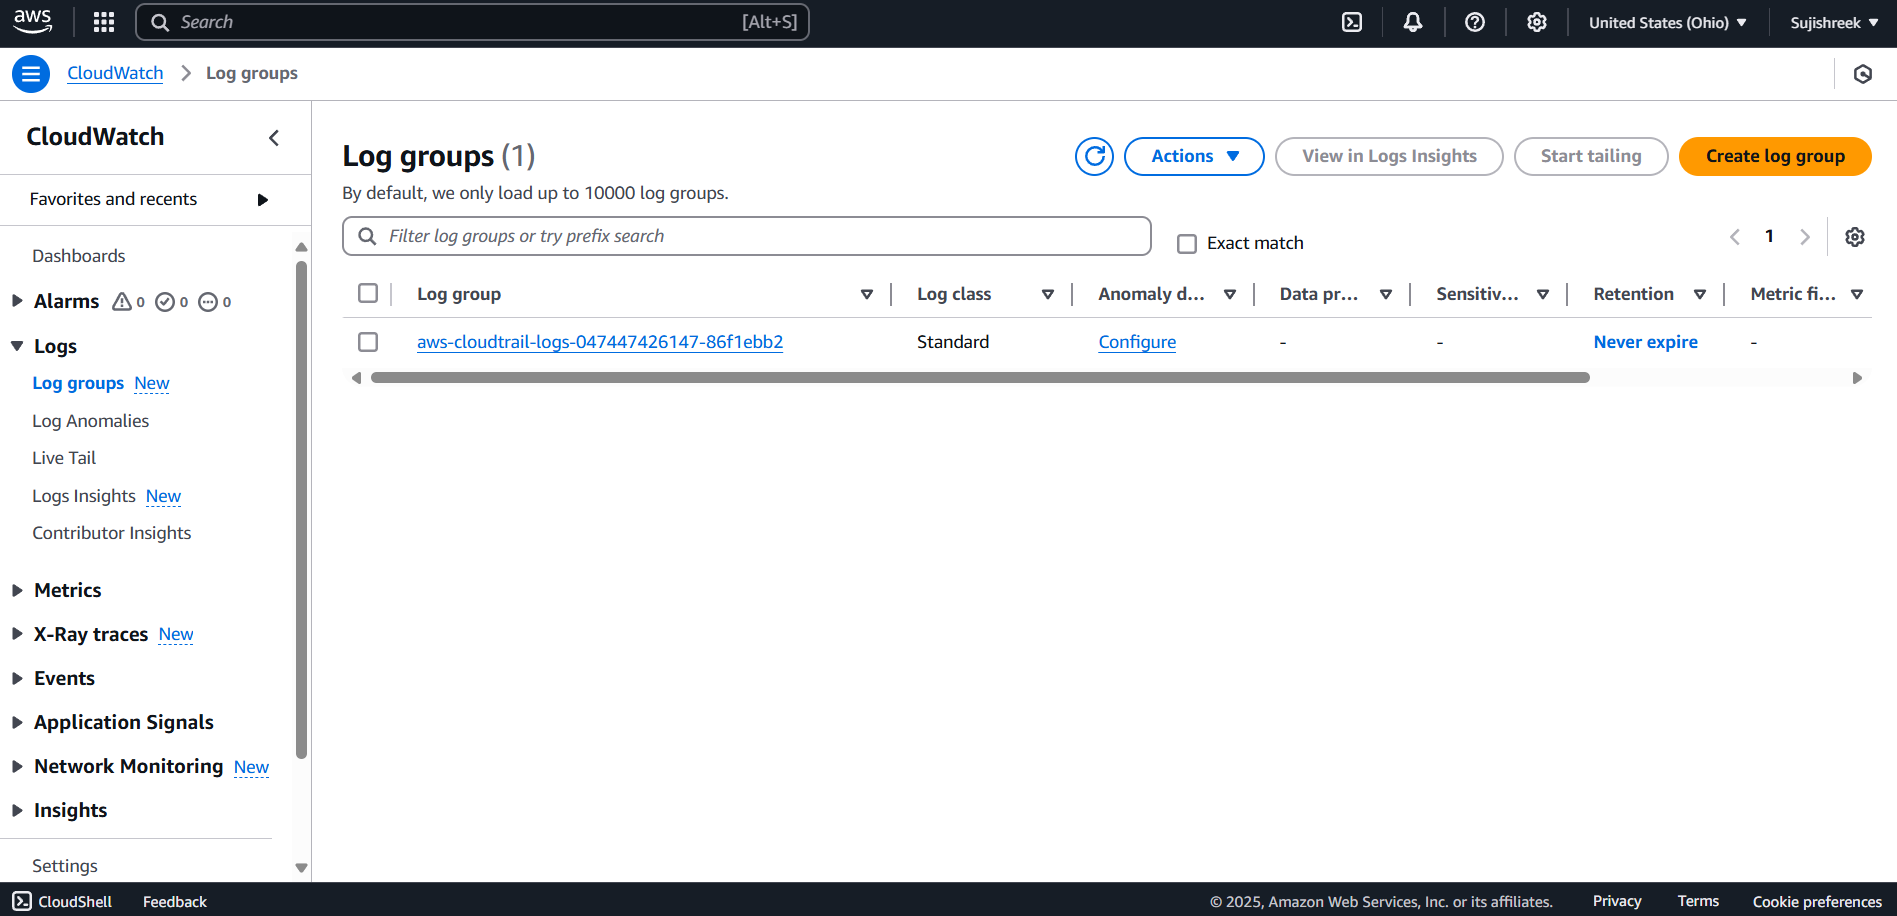 aws
Search [Alt+S]
United States (Ohio)
Sujishreek
CloudWatch
Log groups
CloudWatch
Favorites and recents
Dashboards
Alarms 0 0 0
Logs
Log groups New
Log Anomalies
Live Tail
Logs Insights New
Contributor Insights
Metrics
X-Ray traces New
Events
Application Signals
Network Monitoring New
Insights
Settings
Log groups (1)
Actions
View in Logs Insights
Start tailing
Create log group
By default, we only load up to 10000 log groups.
Filter log groups or try prefix search
Exact match
1
Log group Log class Anomaly d... Data pr... Sensitiv... Retention Metric fi...
aws-cloudtrail-logs-047447426147-86f1ebb2 Standard Configure - - Never expire -
CloudShell Feedback © 2025, Amazon Web Services, Inc. or its affiliates. Privacy Terms Cookie preferences